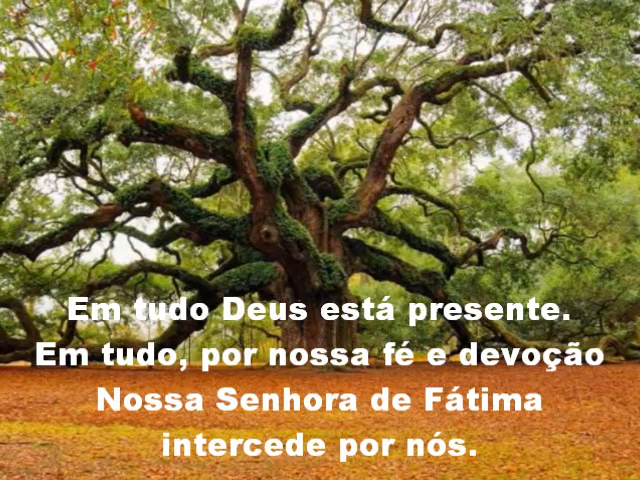 Em tudo Deus está presente.
Em tudo, por nossa fé e devoção
Nossa Senhora de Fátima
intercede por nós.